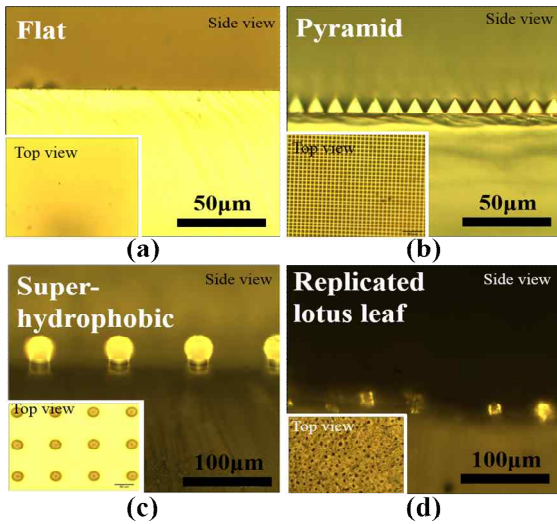 Flat
Side view
Top view
50μm
(a)
Pyramid
Side view
Top view
50μm
(b)
Super-
hydrophobic
Side view
Top view
100μm
(c)
Replicated
lotus leaf
Side view
Top view
100μm
(d)